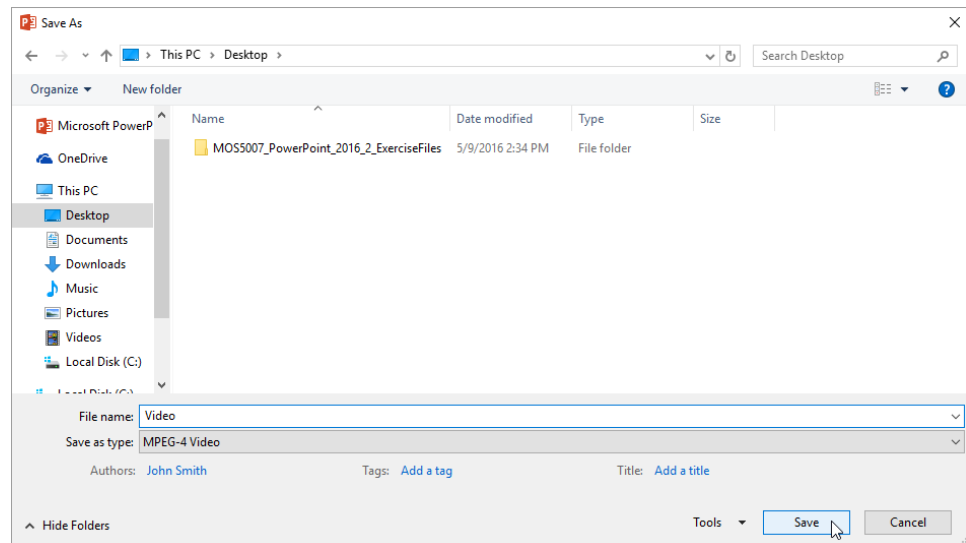 Save As
This PC > Desktop >
Search Desktop
Organize
New folder
Name
Date modified
Type
Size
Microsoft PowerP
MOS5007_PowerPoint_2016_2_ExerciseFiles 5/9/2016 2:34 PM File folder
OneDrive
This PC
Desktop
Documents
Downloads
Music
Pictures
Videos
Local Disk (C:)
Local Disk (C:)
File name: Video
Save as type: MPEG-4 Video
Authors: John Smith Tags: Add a tag Title: Add a title
Hide Folders
Tools
Save
Cancel